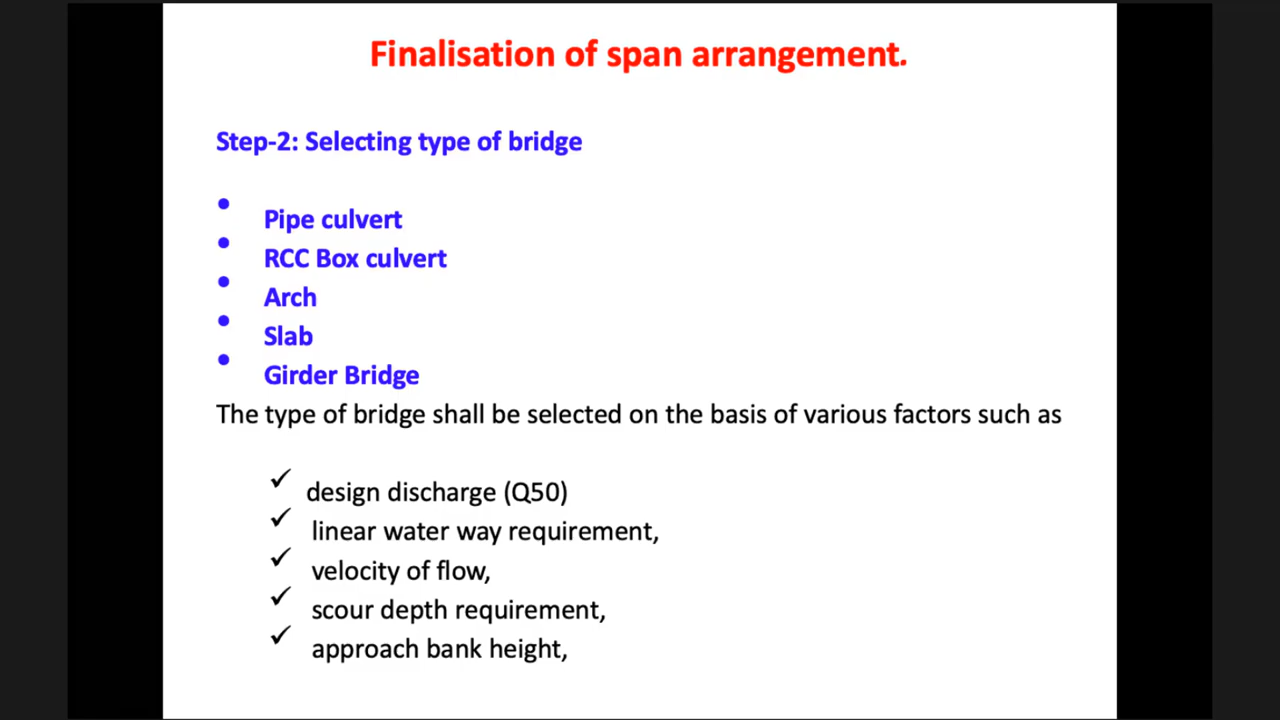 Finalisation of span arrangement.
Step-2: Selecting type of bridge
• Pipe culvert
• RCC Box culvert
• Arch
• Slab
• Girder Bridge
The type of bridge shall be selected on the basis of various factors such as
✓ design discharge (Q50)
✓ linear water way requirement,
✓ velocity of flow,
✓ scour depth requirement,
✓ approach bank height,